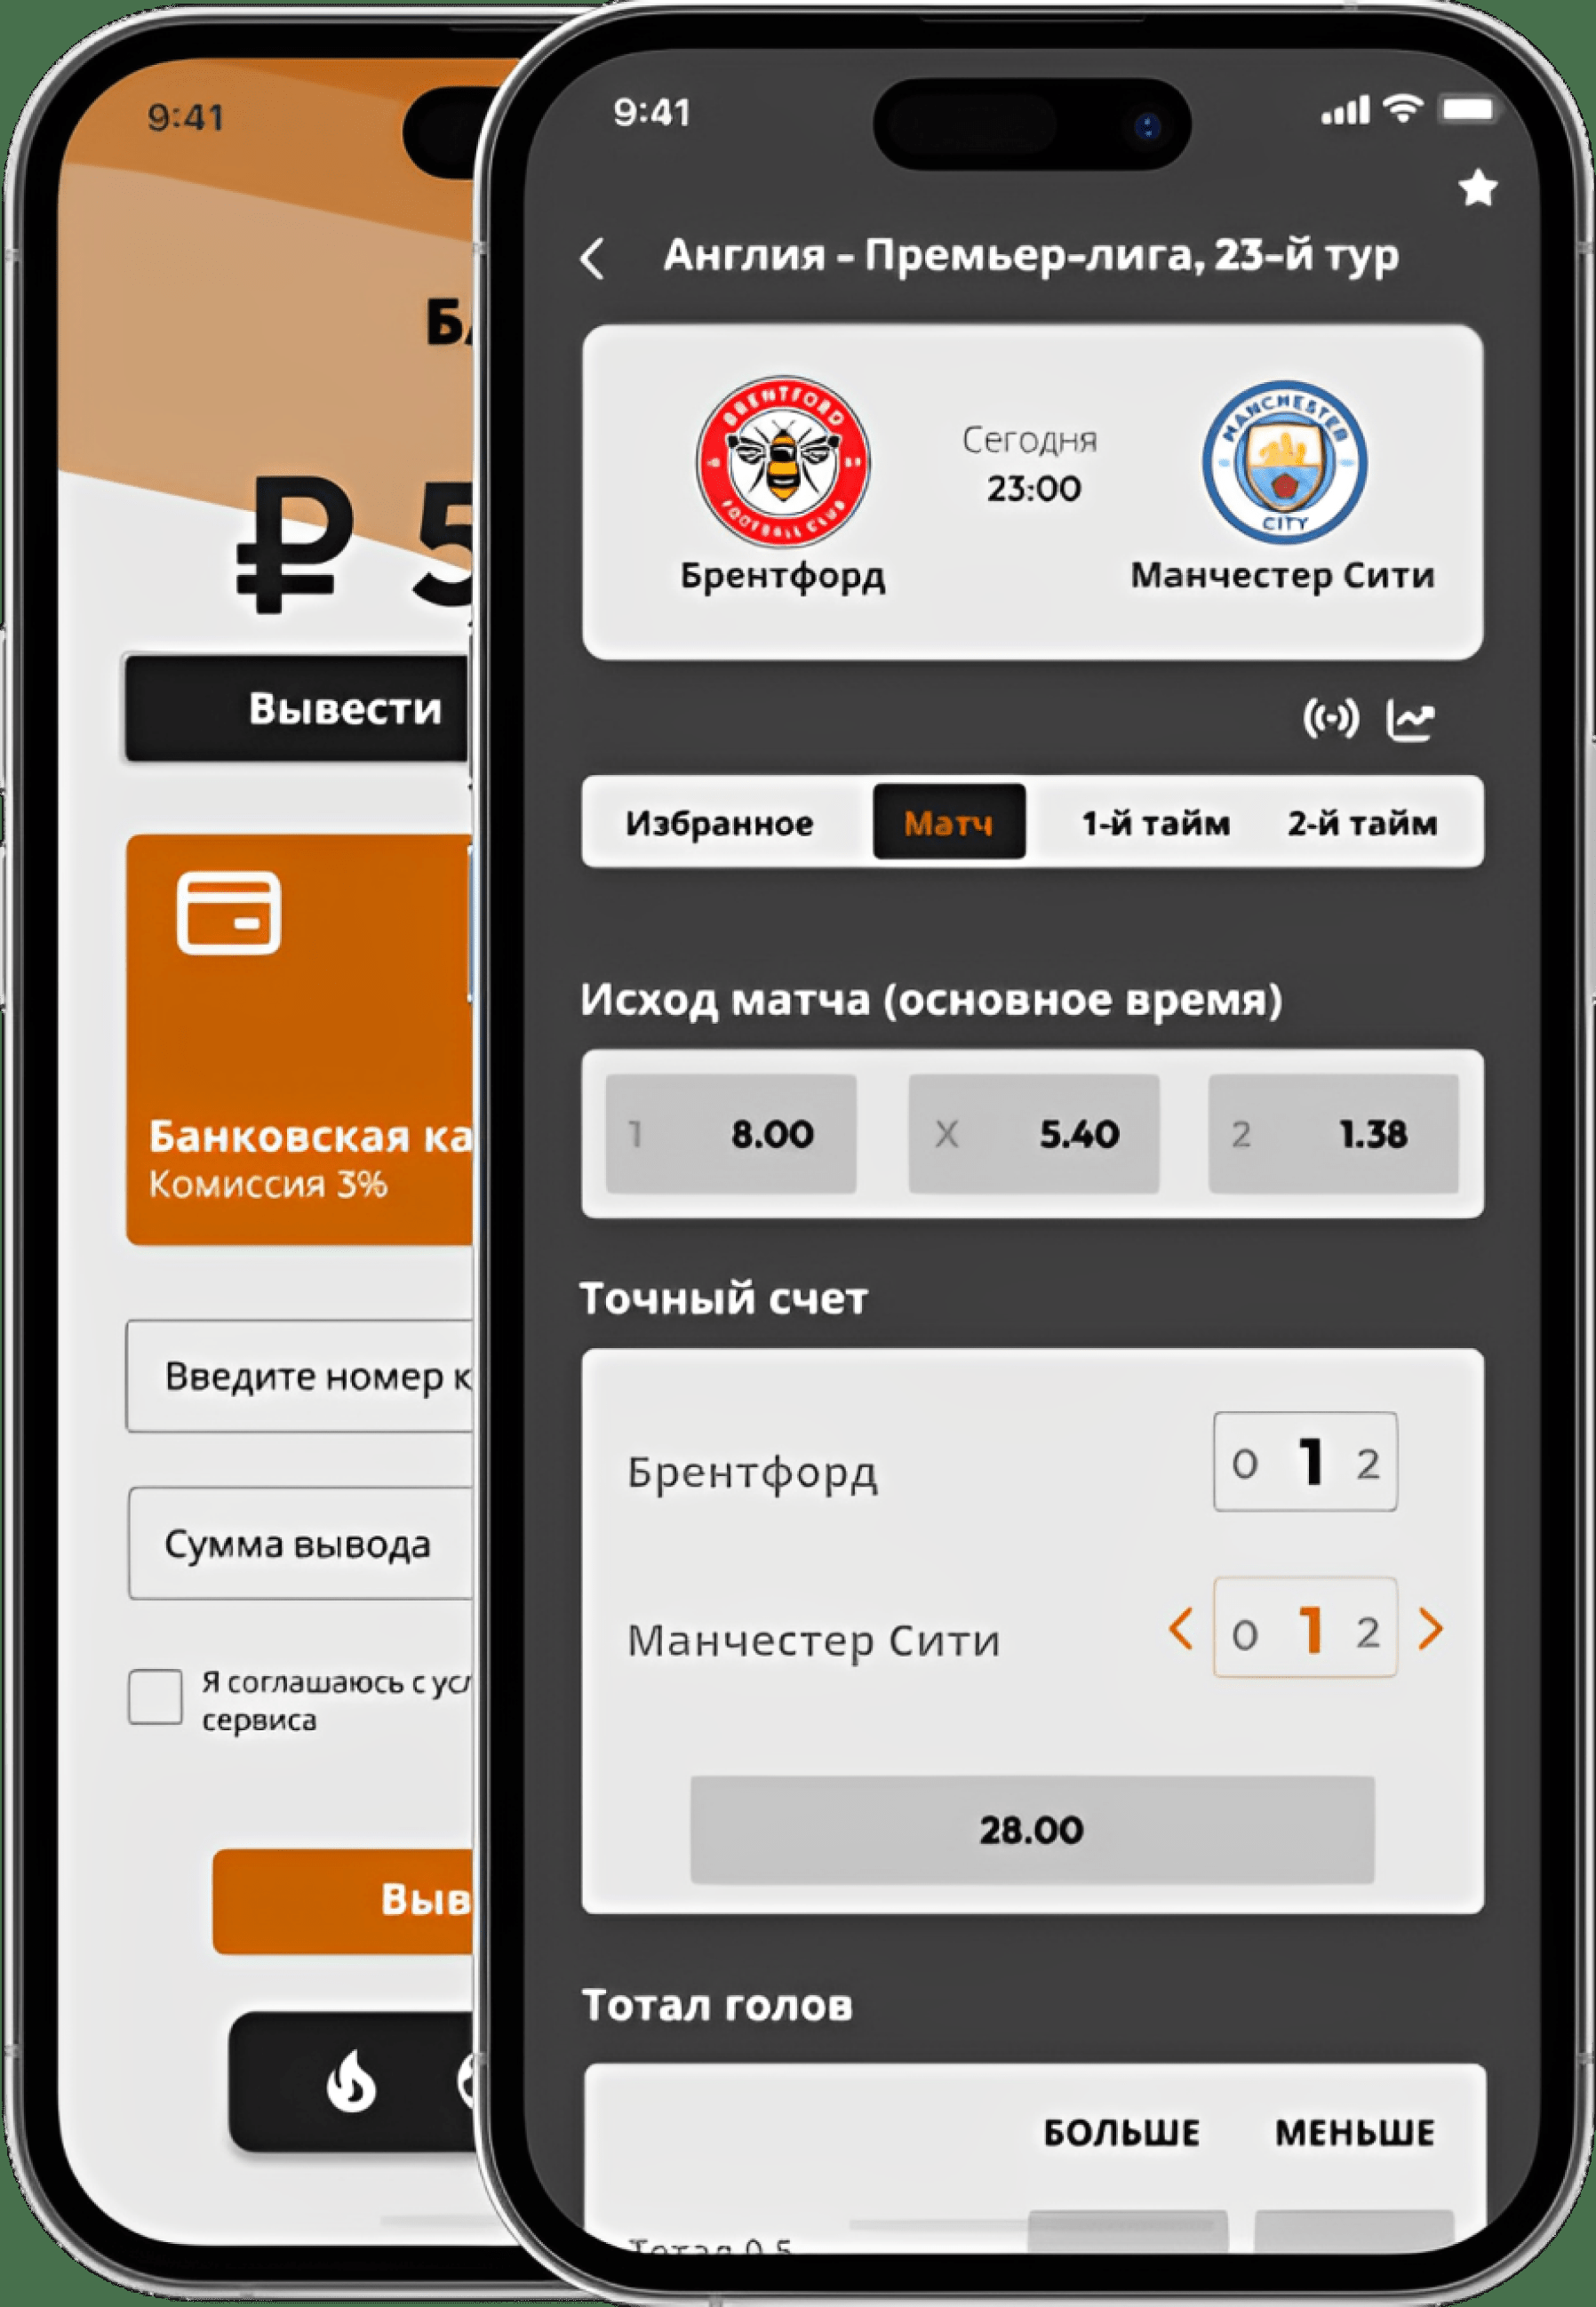 9:41
₽ 5
Вывести
Банковская ка
Комиссия 3%
Введите номер к
Сумма вывода
Я соглашаюсь с усл
сервиса
Выв
9:41
Англия - Премьер-лига, 23-й тур
BRENTFORD
FOOTBALL CLUB
Сегодня
23:00
MANCHESTER
CITY
Брентфорд
Манчестер Сити
Избранное Матч 1-й тайм 2-й тайм
Исход матча (основное время)
1 8.00 X 5.40 2 1.38
Точный счет
Брентфорд 0 1 2
Манчестер Сити < 0 1 2 >
28.00
Тотал голов
БОЛЬШЕ МЕНЬШЕ
Тотал 0.5